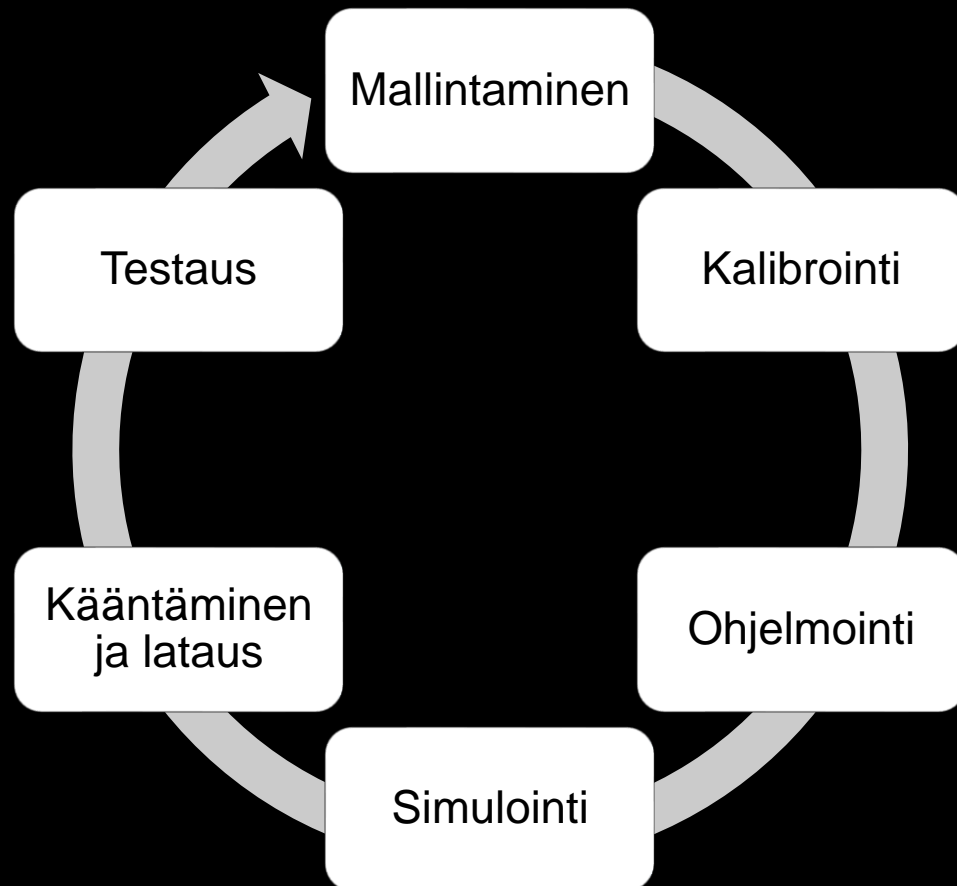 Mallintaminen
Kalibrointi
Ohjelmointi
Simulointi
Kääntäminen
ja lataus
Testaus